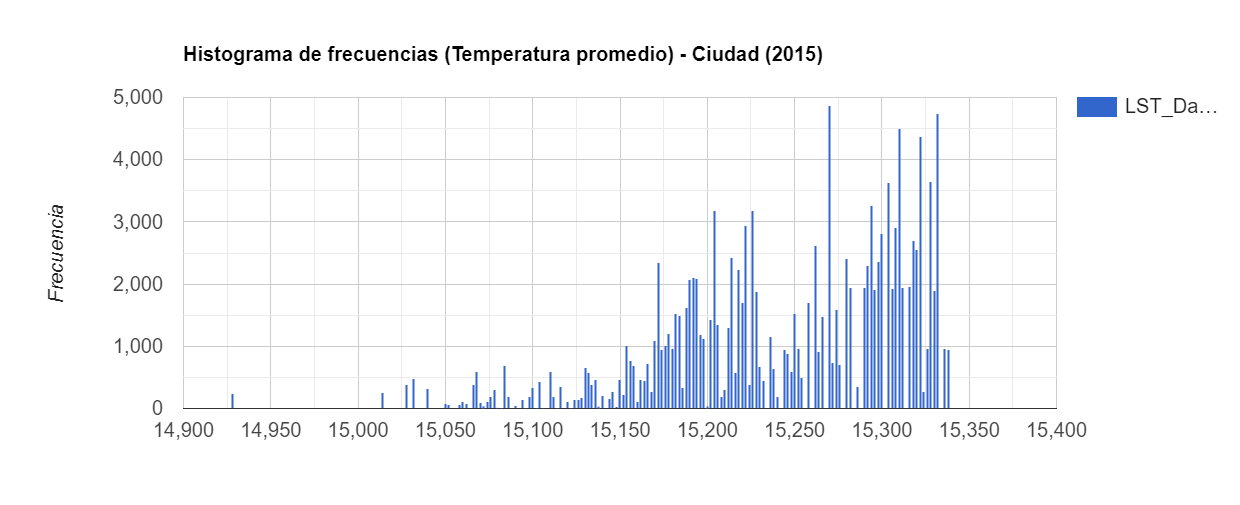 Histograma de frecuencias (Temperatura promedio) - Ciudad (2015)
5,000
4,000
3,000
2,000
1,000
0
Frecuencia
14,900 14,950 15,000 15,050 15,100 15,150 15,200 15,250 15,300 15,350 15,400
LST_Da…